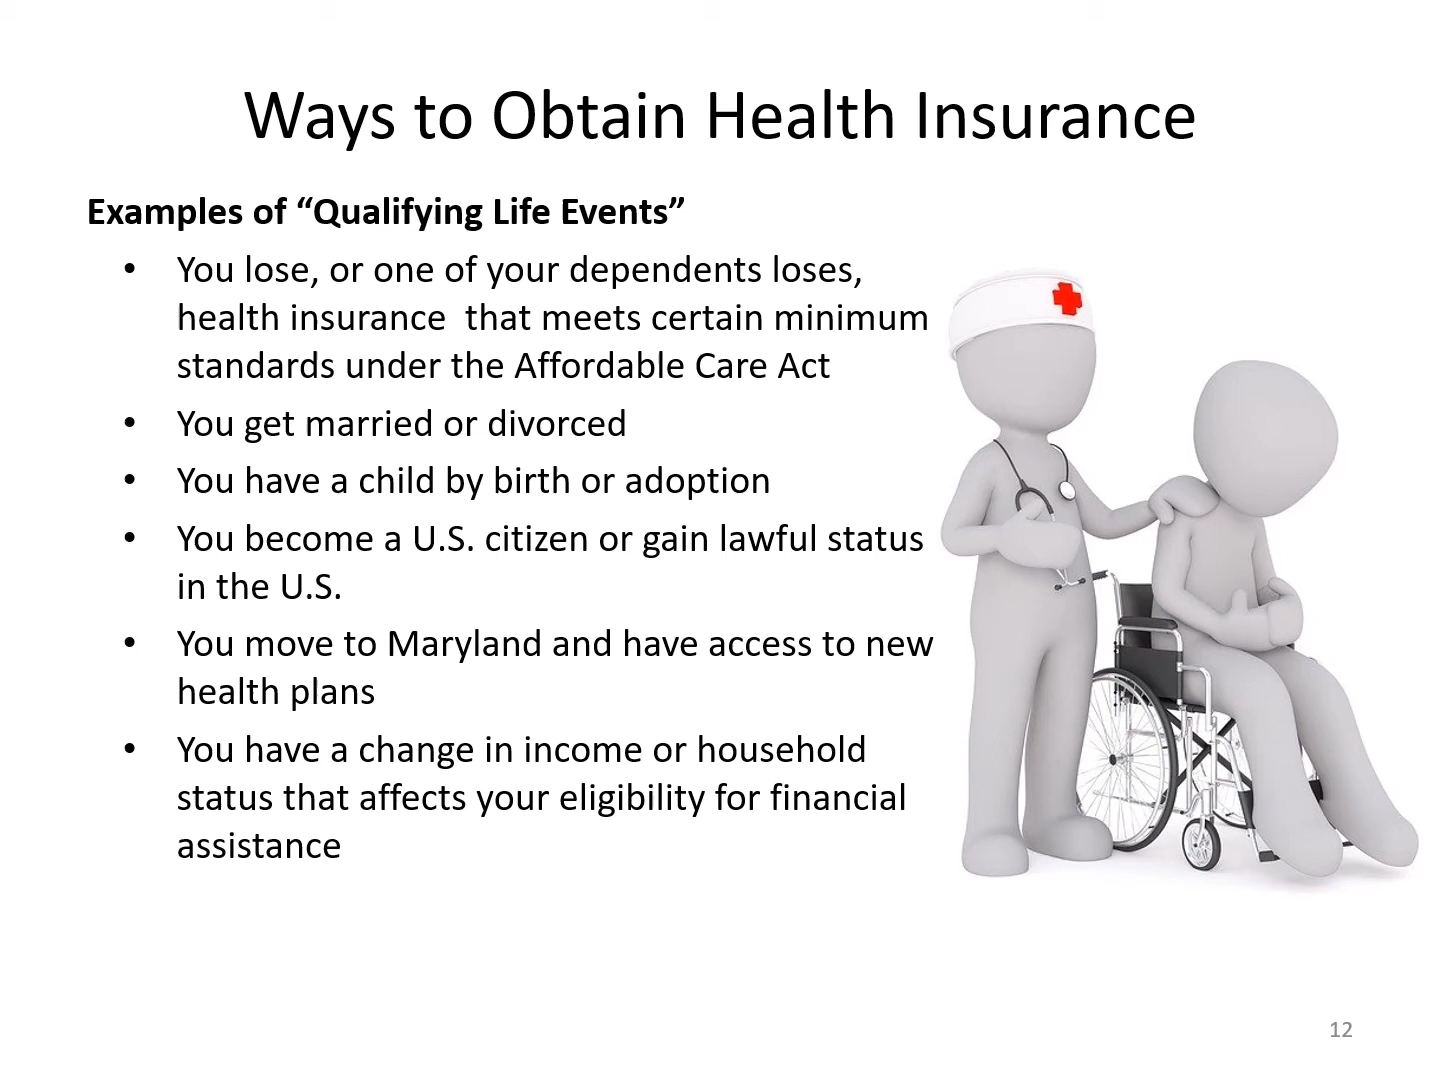 Ways to Obtain Health Insurance
Examples of “Qualifying Life Events”
• You lose, or one of your dependents loses,
health insurance  that meets certain minimum
standards under the Affordable Care Act
• You get married or divorced
• You have a child by birth or adoption
• You become a U.S. citizen or gain lawful status
in the U.S.
• You move to Maryland and have access to new
health plans
• You have a change in income or household
status that affects your eligibility for financial
assistance
12